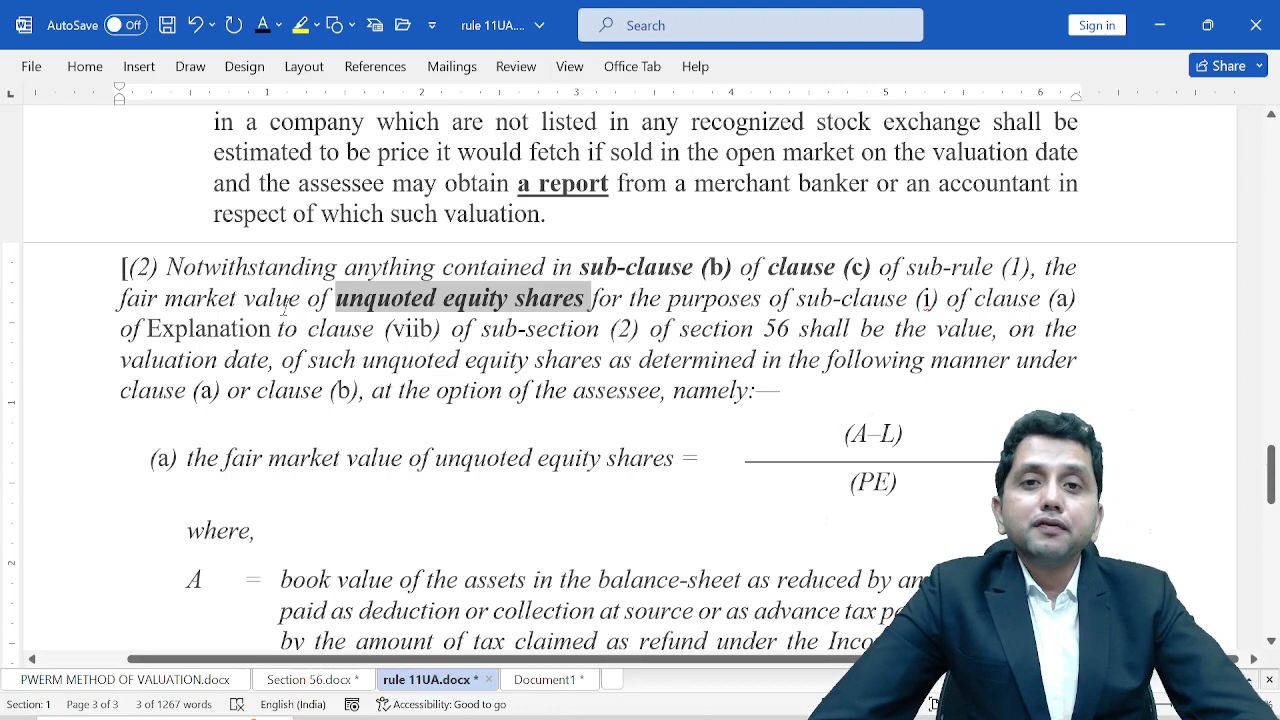 AutoSave Off rule 11UA.... Search Sign in
File Home Insert Draw Design Layout References Mailings Review View Office Tab Help Share
1 2 3 4 5 6
in a company which are not listed in any recognized stock exchange shall be
estimated to be price it would fetch if sold in the open market on the valuation date
and the assessee may obtain a report from a merchant banker or an accountant in
respect of which such valuation.
[(2) Notwithstanding anything contained in sub-clause (b) of clause (c) of sub-rule (1), the
fair market value of unquoted equity shares for the purposes of sub-clause (i) of clause (a)
of Explanation to clause (viib) of sub-section (2) of section 56 shall be the value, on the
valuation date, of such unquoted equity shares as determined in the following manner under
clause (a) or clause (b), at the option of the assessee, namely:—
(A–L)
(a) the fair market value of unquoted equity shares =
(PE)
where,
A = book value of the assets in the balance-sheet as reduced by
paid as deduction or collection at source or as advance tax
by the amount of tax claimed as refund under the
PWERM METHOD OF VALUATION.docx Section 56.docx * rule 11UA.docx * Document1 *
Section: 1 Page 3 of 3 3 of 1267 words English (India) Accessibility: Good to go